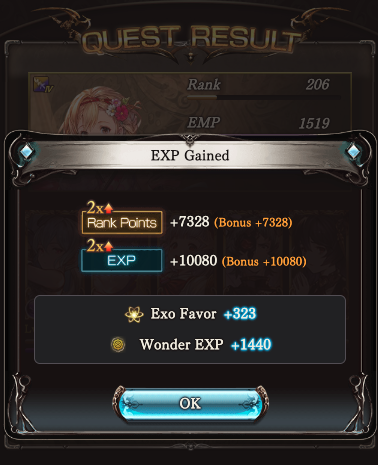 QUEST RESULT
Rank 206
EMP 1519
EXP Gained
2x
Rank Points +7328 (Bonus +7328)
2x
EXP +10080 (Bonus +10080)
Exo Favor +323
Wonder EXP +1440
OK